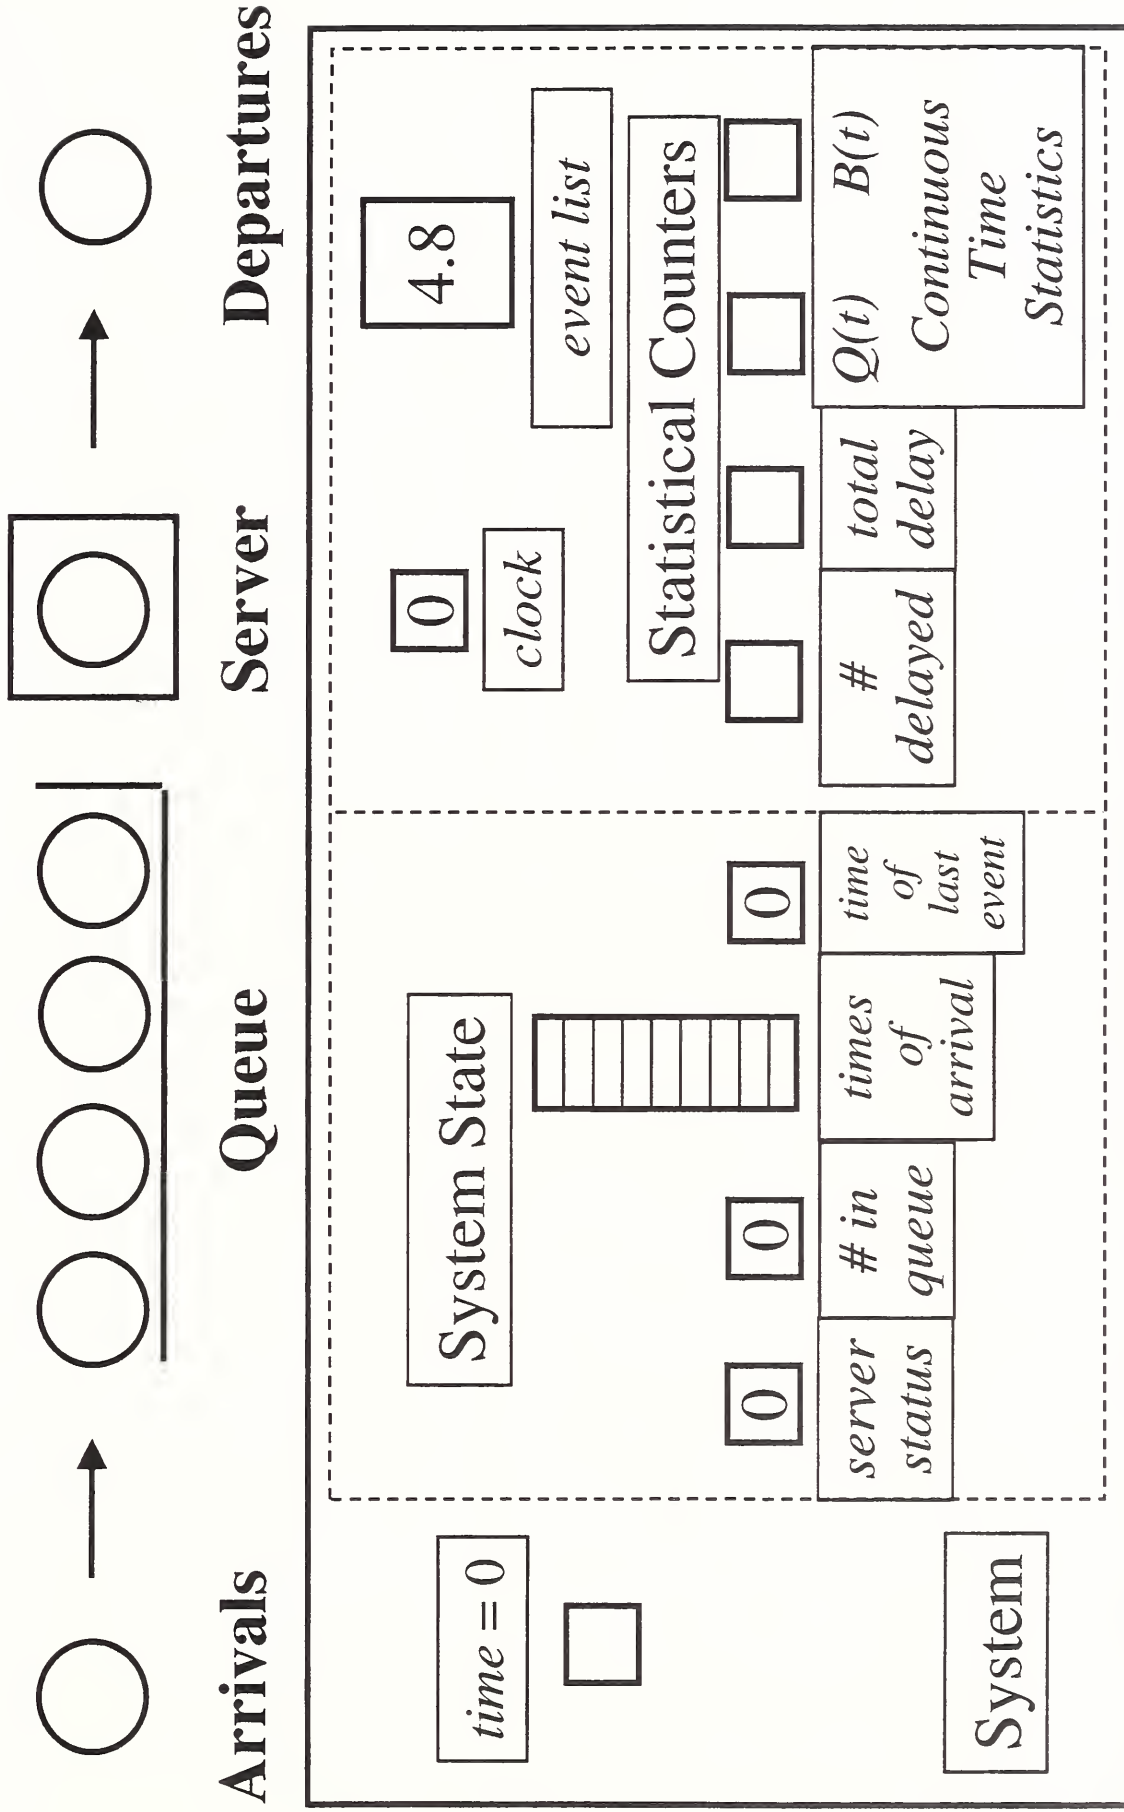 Arrivals
Queue
Server
Departures
time = 0
System
System State
0
server
status
0
# in
queue
times
of
arrival
0
time
of
last
event
0
clock
4.8
event list
Statistical Counters
#
delayed
total
delay
Q(t) B(t)
Continuous
Time
Statistics